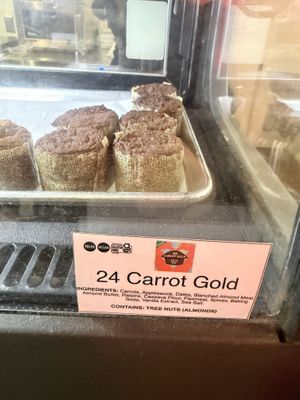 PALEO
VEGAN
24 Carrot Gold
INGREDIENTS: Carrots, Applesauce, Dates, Blanched Almond Meal,
Almond Butter, Raisins, Cassava Flour, Flaxmeal, Spices, Baking
Soda, Vanilla Extract, Sea Salt.
CONTAINS: TREE NUTS (ALMONDS)